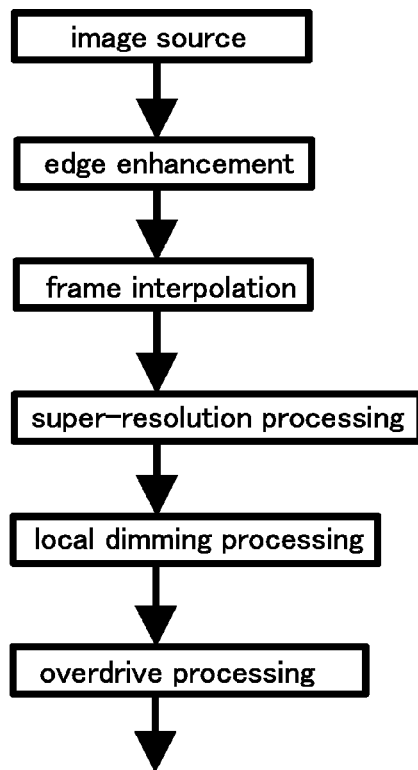 image source
edge enhancement
frame interpolation
super-resolution processing
local dimming processing
overdrive processing